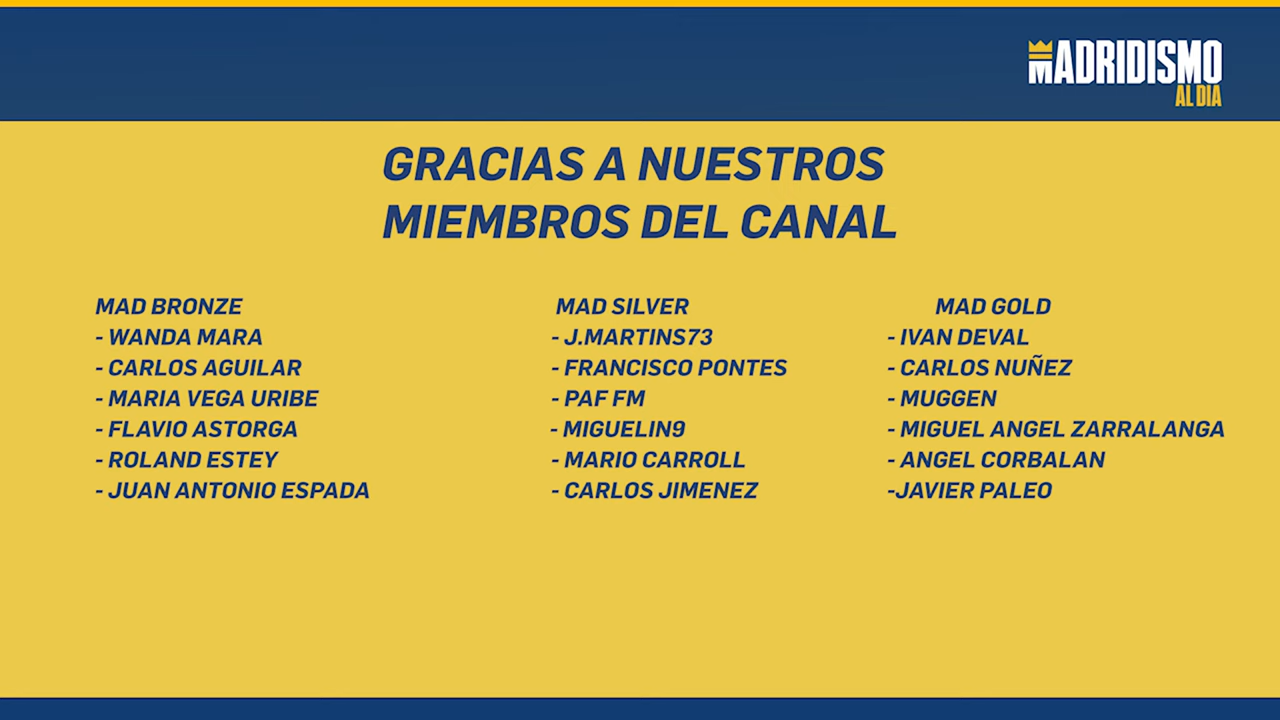 MADRIDISMO
AL DIA
GRACIAS A NUESTROS
MIEMBROS DEL CANAL
MAD BRONZE
- WANDA MARA
- CARLOS AGUILAR
- MARIA VEGA URIBE
- FLAVIO ASTORGA
- ROLAND ESTEY
- JUAN ANTONIO ESPADA
MAD SILVER
- J.MARTINS73
- FRANCISCO PONTES
- PAF FM
- MIGUELIN9
- MARIO CARROLL
- CARLOS JIMENEZ
MAD GOLD
- IVAN DEVAL
- CARLOS NUÑEZ
- MUGGEN
- MIGUEL ANGEL ZARRALANGA
- ANGEL CORBALAN
-JAVIER PALEO